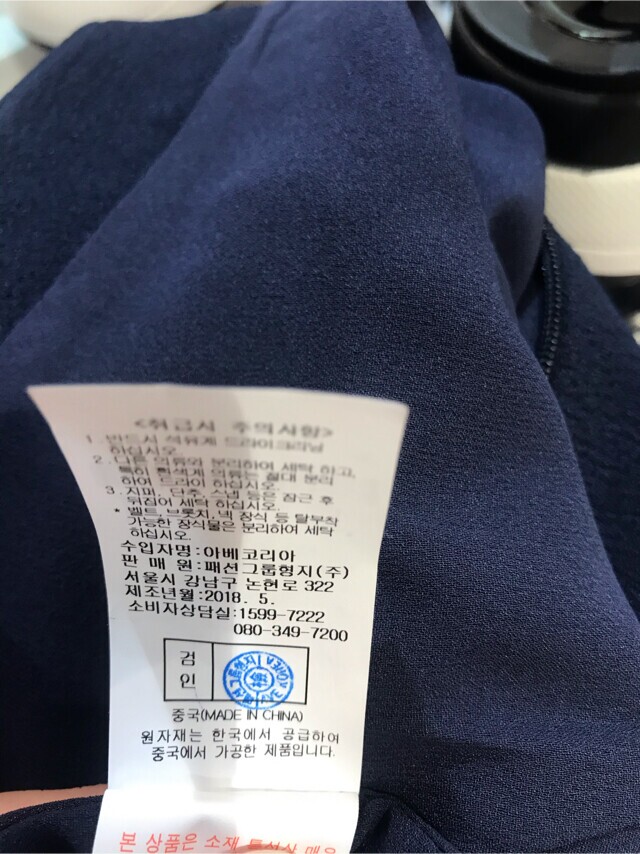 <취급시 주의사항>
1. 반드시 석유계 드라이크리닝
하십시오.
2. 다른 의류와 분리하여 세탁 하고,
특히 흰색계 의류는 절대 분리
하여 드라이 하십시오.
3. 지퍼, 단추, 스냅 등은 잠근 후
뒤집어 세탁 하십시오.
* 벨트, 브롯지, 넥 장식 등 탈부착
가능한 장식물은 분리하여 세탁
하십시오.
수입자명:아베코리아
판 매 원:패션그룹형지(주)
서울시 강남구 논현로 322
제조년월:2018. 5.
소비자상담실:1599-7222
080-349-7200
검
인
중국(MADE IN CHINA)
원자재는 한국에서 공급하여
중국에서 가공한 제품입니다.
본 상품은 소재 특성상 매우